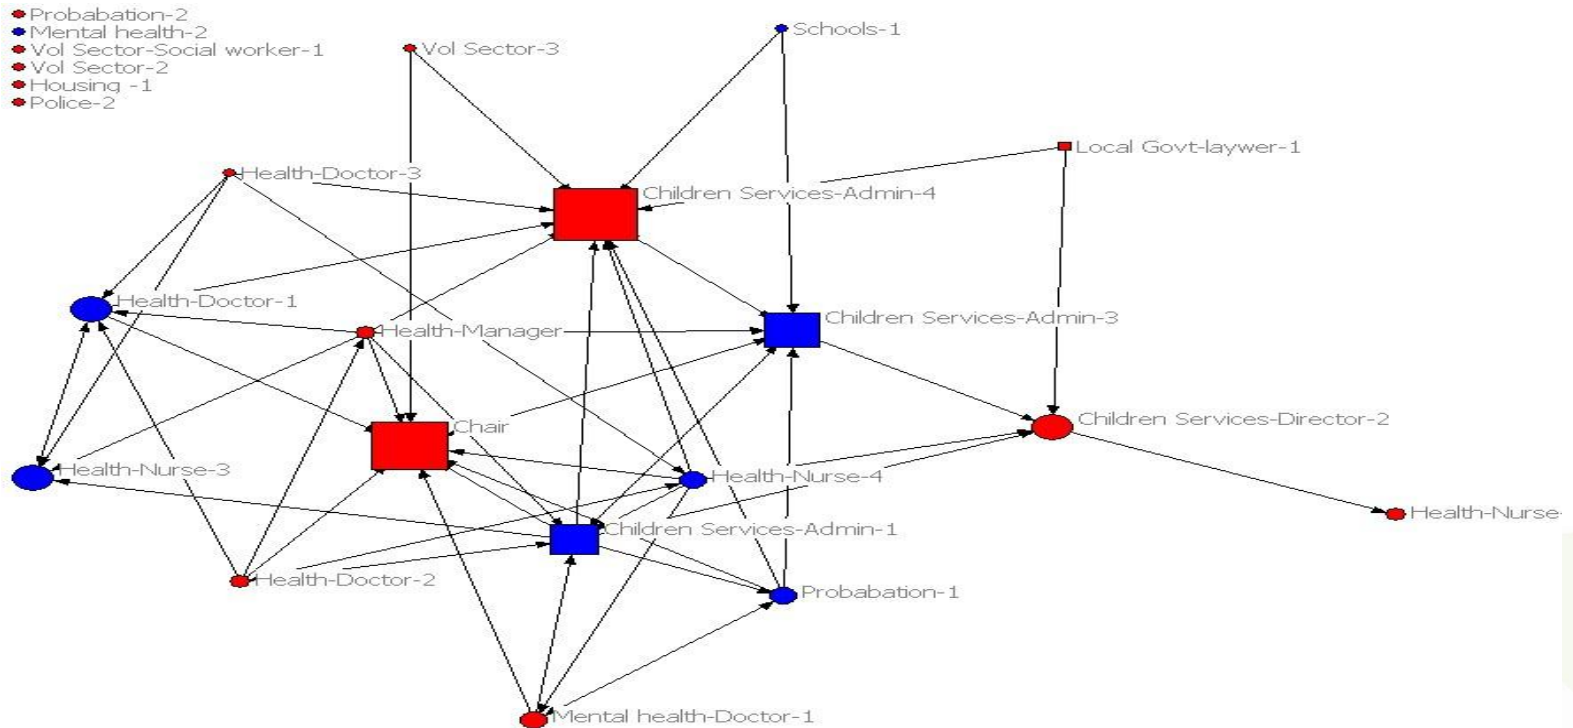 Probabation-2
Mental health-2
Vol Sector-Social worker-1
Vol Sector-2
Housing -1
Police-2
Vol Sector-3
Schools-1
Local Govt-laywer-1
Health-Doctor-3
Children Services-Admin-4
Health-Doctor-1
Health-Manager
Children Services-Admin-3
Chair
Children Services-Director-2
Health-Nurse-3
Health-Nurse-4
Health-Nurse-
Children Services-Admin-1
Health-Doctor-2
Probabation-1
Mental health-Doctor-1